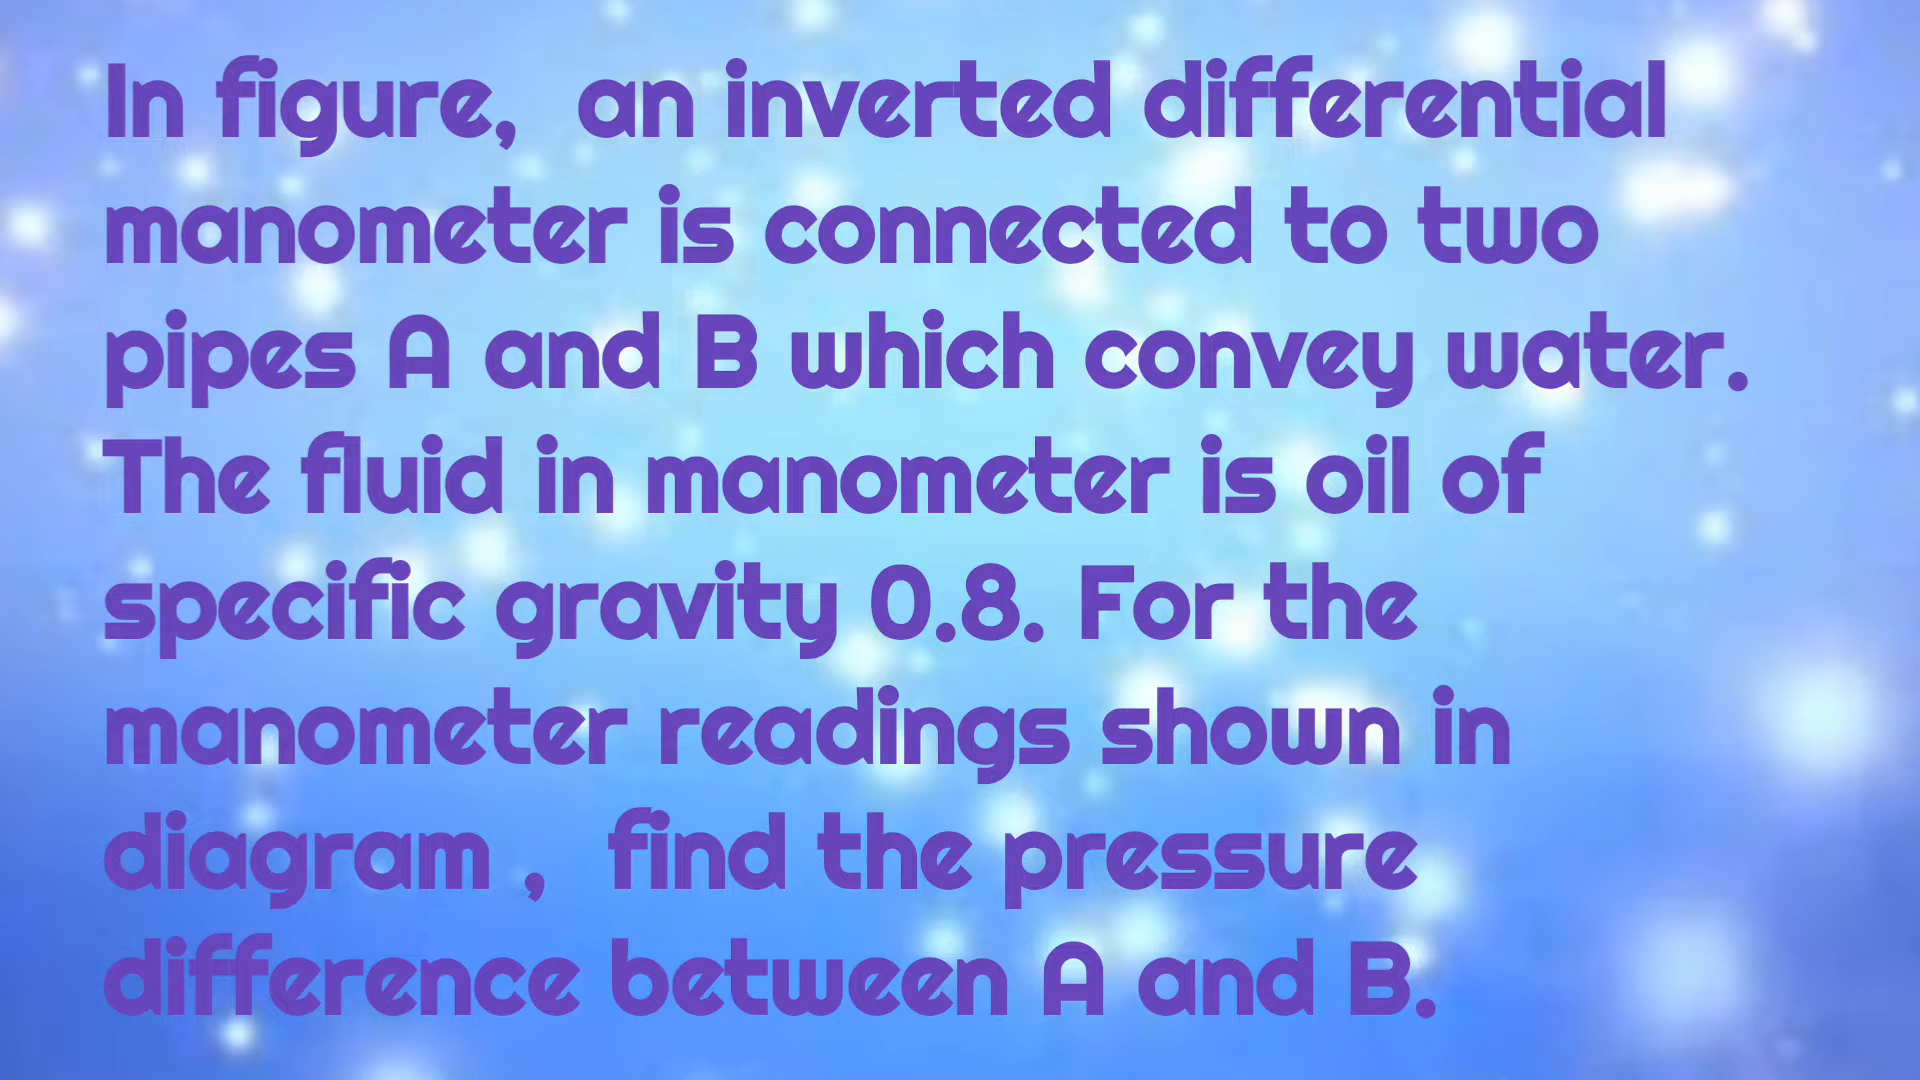 In figure,  an inverted differential
manometer is connected to two
pipes A and B which convey water.
The fluid in manometer is oil of
specific gravity 0.8. For the
manometer readings shown in
diagram ,  find the pressure
difference between A and B.